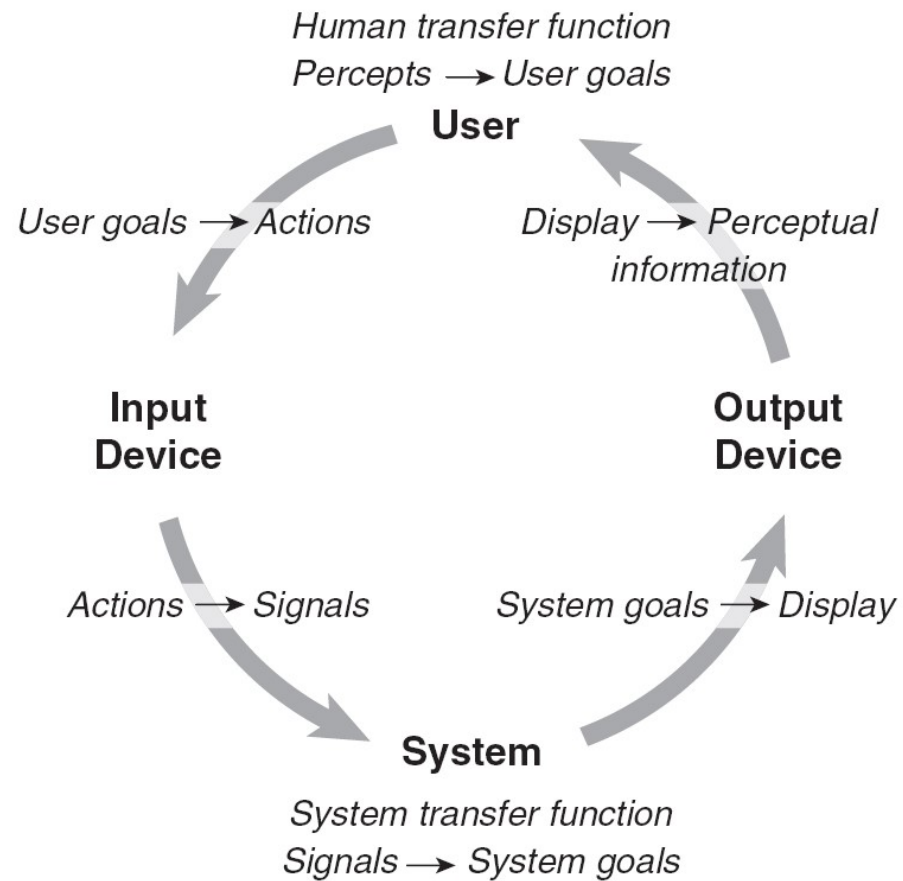 Human transfer function
Percepts → User goals
User
User goals → Actions
Display → Perceptual
information
Input
Device
Output
Device
Actions → Signals
System goals → Display
System
System transfer function
Signals → System goals